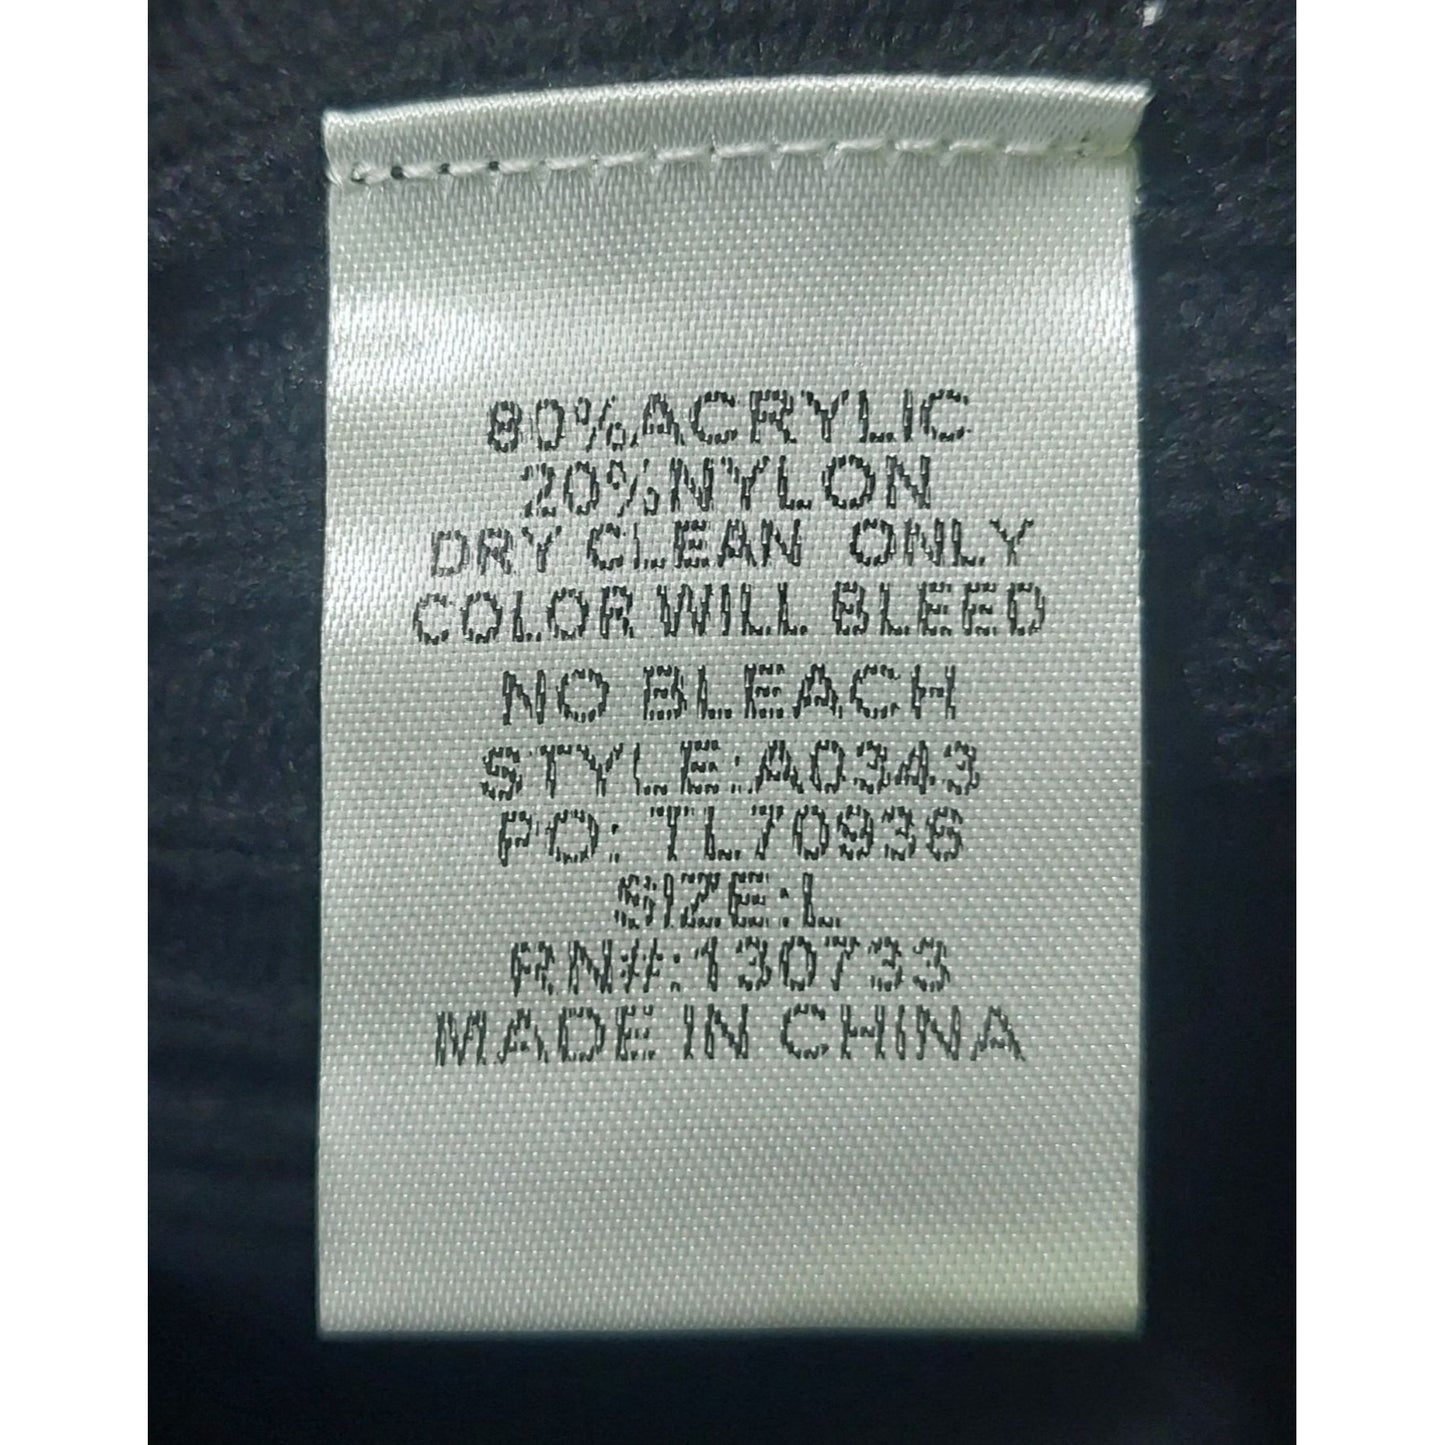 80%ACRYLIC
20%NYLON
DRY CLEAN ONLY
COLOR WILL BLEED
NO BLEACH
STYLE:A0343
PO: TL70936
SIZE:L
RN#:130733
MADE IN CHINA